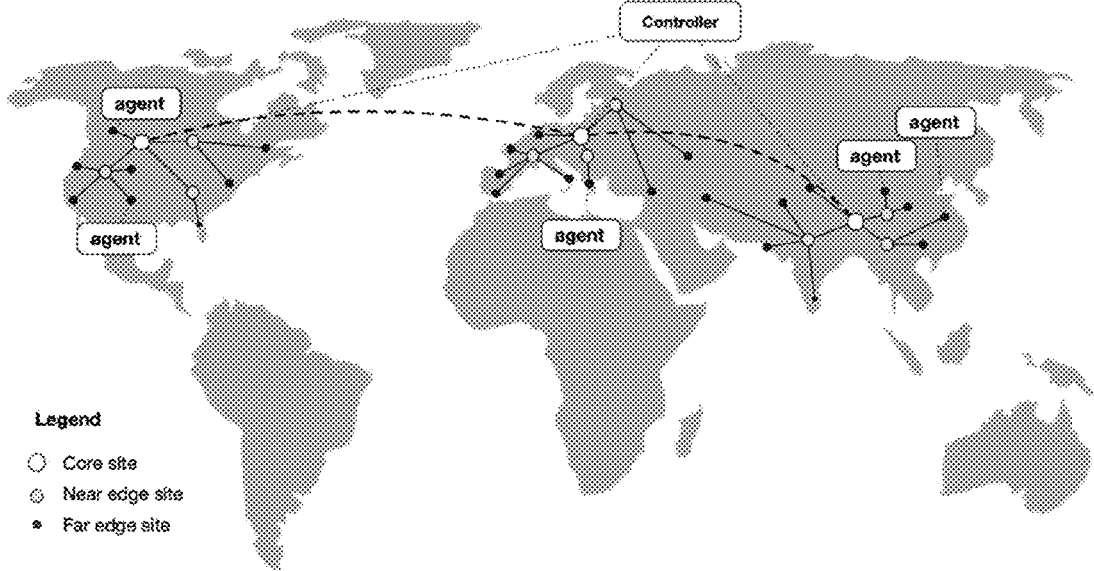 Controller
agent
agent
agent
agent
agent
Legend
Core site
Near edge site
Far edge site